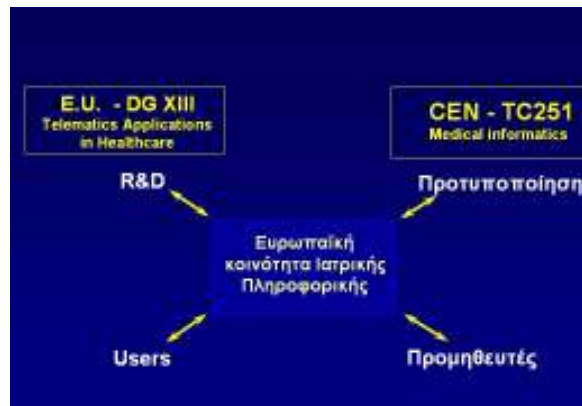 E.U. - DG XIII
Telematics Applications
in Healthcare
CEN - TC251
Medical informatics
R&D
Προτυποποίηση
Ευρωπαϊκή
κοινότητα Ιατρικής
Πληροφορικής
Users
Προμηθευτές